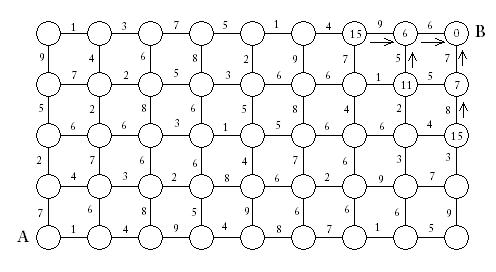 1 3 7 5 1 4 15 9 6 6 0 B
9 4 6 8 2 9 7 5 7
7 2 5 3 6 6 1 11 5 7
5 2 8 6 8 4 2 8
6 6 3 1 5 6 6 4 15
2 7 6 6 4 7 6 3 3
4 3 2 8 6 2 9 7
7 6 8 5 9 6 6 9
A 1 4 9 4 8 7 1 5